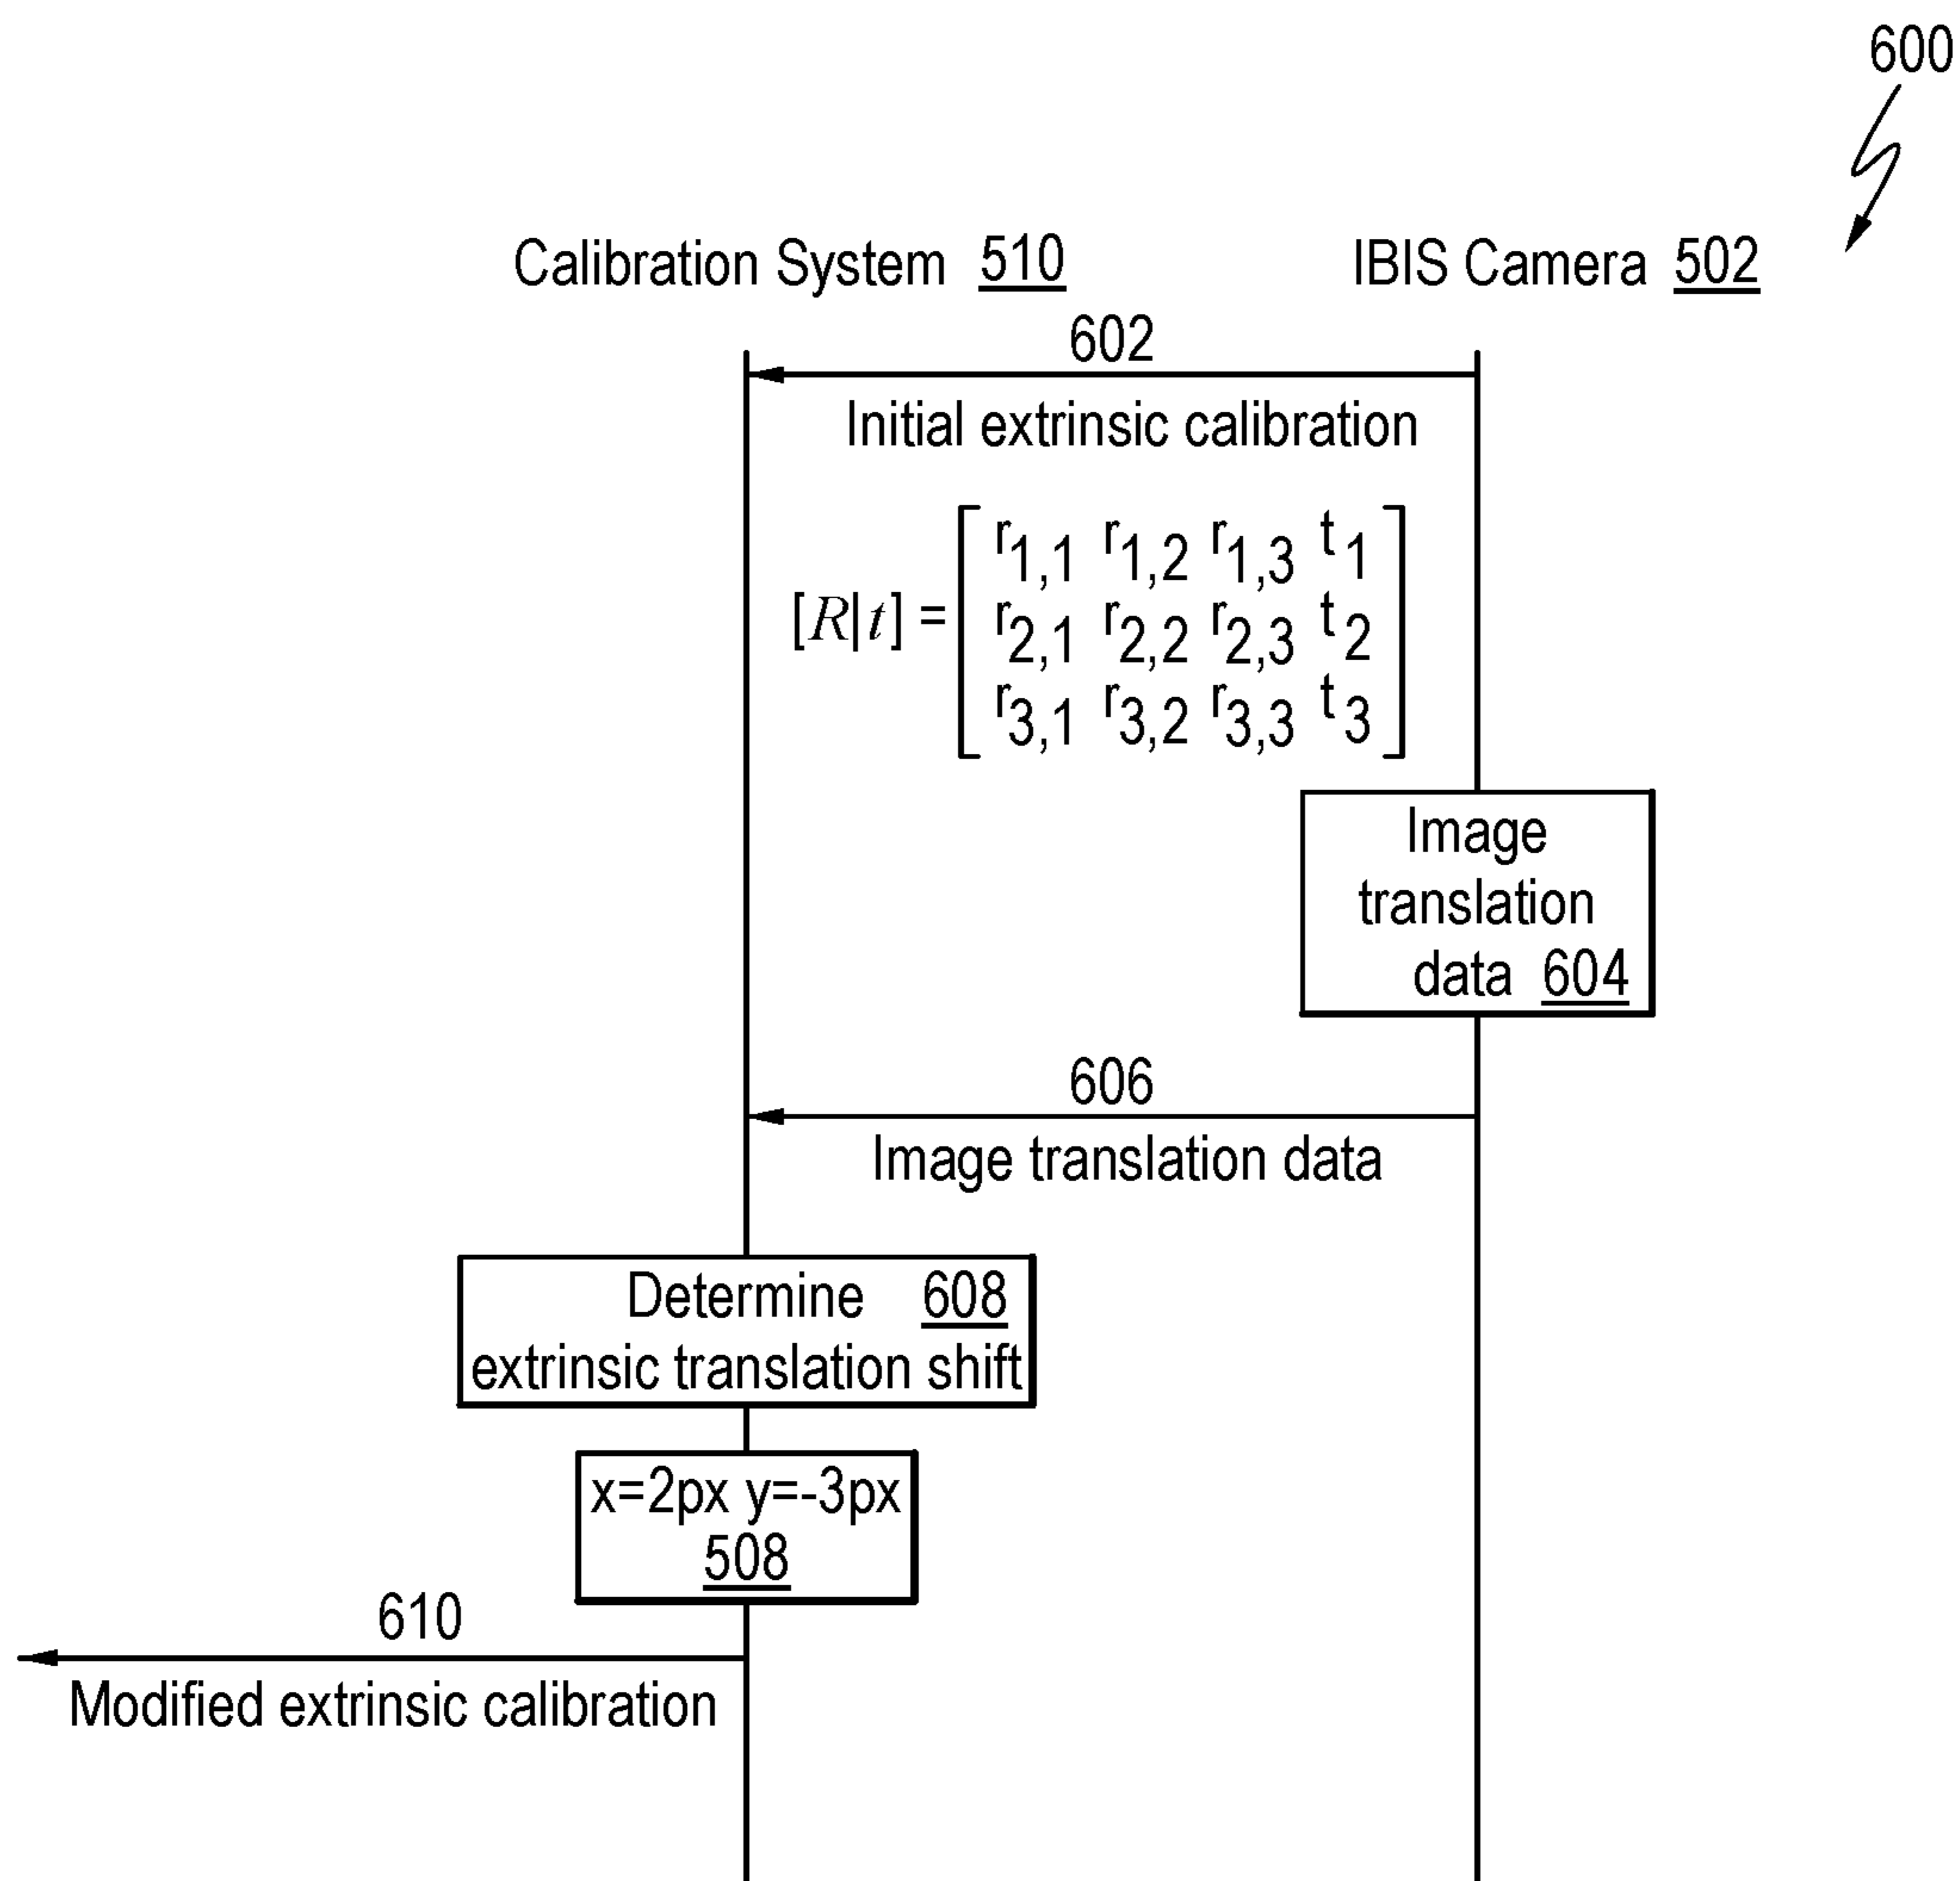 600
Calibration System 510
IBIS Camera 502
602
Initial extrinsic calibration
[R|t] = [ r1,1 r1,2 r1,3 t1
r2,1 r2,2 r2,3 t2
r3,1 r3,2 r3,3 t3 ]
Image
translation
data 604
606
Image translation data
Determine 608
extrinsic translation shift
x=2px y=-3px
508
610
Modified extrinsic calibration